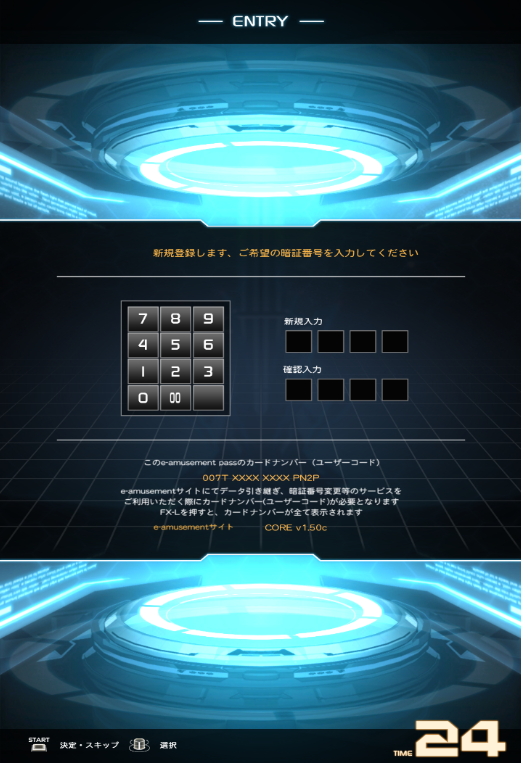 ENTRY
新規登録します、ご希望の暗証番号を入力してください
7 8 9
4 5 6
1 2 3
0 00
新規入力
確認入力
このe-amusement passのカードナンバー（ユーザーコード）
007T XXXX XXXX PN2P
e-amusementサイトにてデータ引き継ぎ、暗証番号変更等のサービスを
ご利用いただく際にカードナンバー(ユーザーコード)が必要となります
FX-Lを押すと、カードナンバーが全て表示されます
e-amusementサイト CORE v1.50c
START 決定・スキップ 選択
TIME 24